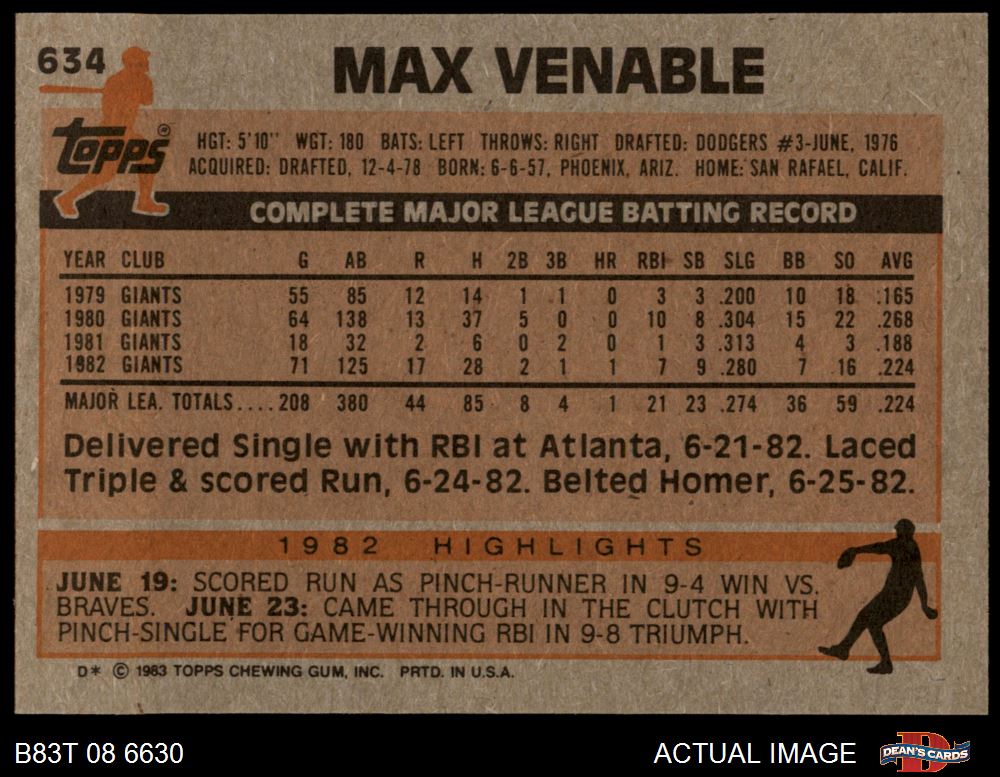 634
MAX VENABLE
Topps®
HGT: 5'10" WGT: 180 BATS: LEFT THROWS: RIGHT DRAFTED: DODGERS #3-JUNE, 1976
ACQUIRED: DRAFTED, 12-4-78 BORN: 6-6-57, PHOENIX, ARIZ. HOME: SAN RAFAEL, CALIF.
COMPLETE MAJOR LEAGUE BATTING RECORD
YEAR CLUB G AB R H 2B 3B HR RBI SB SLG BB SO AVG
1979 GIANTS 55 85 12 14 1 1 0 3 3 .200 10 18 .165
1980 GIANTS 64 138 13 37 5 0 0 10 8 .304 15 22 .268
1981 GIANTS 18 32 2 6 0 2 0 1 3 .313 4 3 .188
1982 GIANTS 71 125 17 28 2 1 1 7 9 .280 7 16 .224
MAJOR LEA. TOTALS....208 380 44 85 8 4 1 21 23 .274 36 59 .224
Delivered Single with RBI at Atlanta, 6-21-82. Laced
Triple & scored Run, 6-24-82. Belted Homer, 6-25-82.
1982 HIGHLIGHTS
JUNE 19: SCORED RUN AS PINCH-RUNNER IN 9-4 WIN VS.
BRAVES. JUNE 23: CAME THROUGH IN THE CLUTCH WITH
PINCH-SINGLE FOR GAME-WINNING RBI IN 9-8 TRIUMPH.
D* © 1983 TOPPS CHEWING GUM, INC. PRTD. IN U.S.A.
B83T 08 6630
ACTUAL IMAGE
DEAN'S CARDS